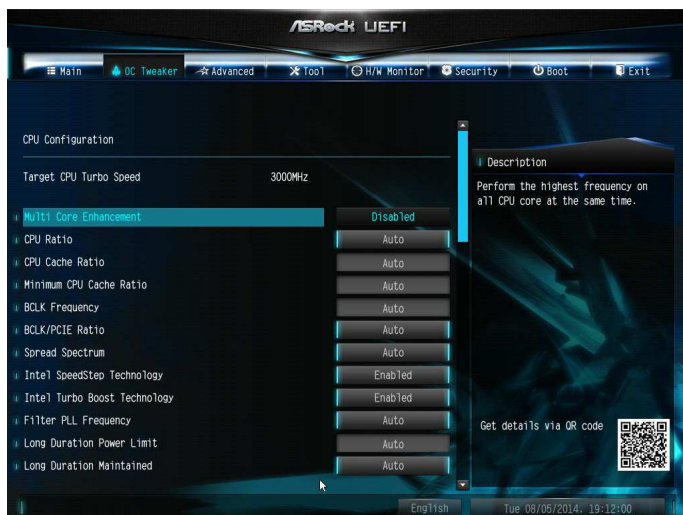 ASRock UEFI
Main OC Tweaker Advanced Tool H/W Monitor Security Boot Exit
CPU Configuration
Target CPU Turbo Speed 3000MHz
Multi Core Enhancement Disabled
CPU Ratio Auto
CPU Cache Ratio Auto
Minimum CPU Cache Ratio Auto
BCLK Frequency Auto
BCLK/PCIE Ratio Auto
Spread Spectrum Auto
Intel SpeedStep Technology Enabled
Intel Turbo Boost Technology Enabled
Filter PLL Frequency Auto
Long Duration Power Limit Auto
Long Duration Maintained Auto
Description
Perform the highest frequency on
all CPU core at the same time.
Get details via QR code
English Tue 08/05/2014. 19:12:00